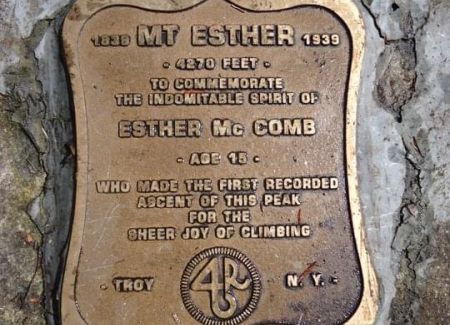 1839 MT ESTHER 1939
- 4270 FEET -
TO COMMEMORATE
THE INDOMITABLE SPIRIT OF
ESTHER Mc COMB
- AGE 15 -
WHO MADE THE FIRST RECORDED
ASCENT OF THIS PEAK
FOR THE
SHEER JOY OF CLIMBING
- TROY N. Y. -